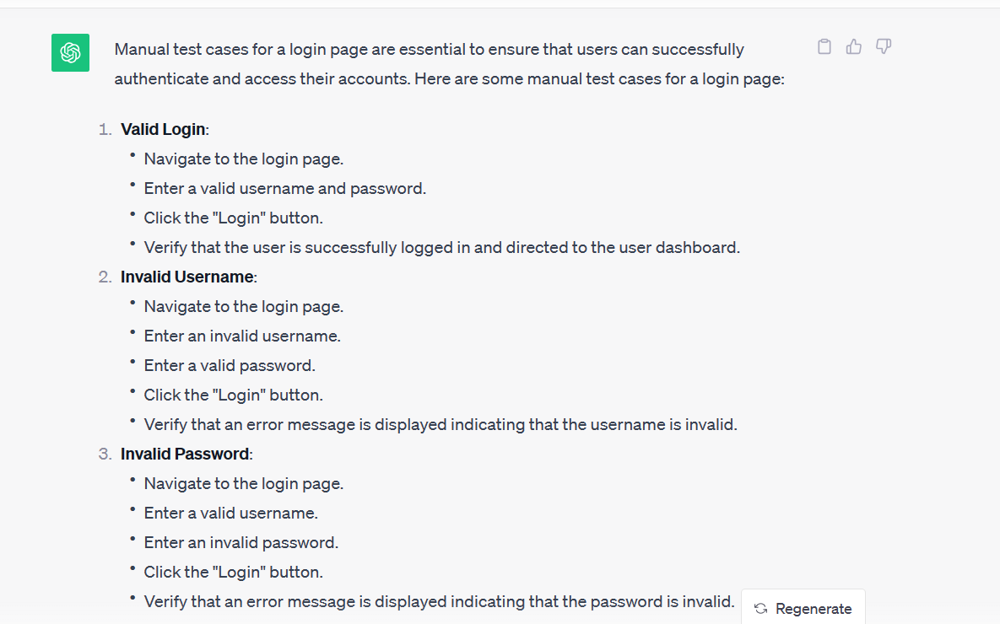 Manual test cases for a login page are essential to ensure that users can successfully
authenticate and access their accounts. Here are some manual test cases for a login page:
1. Valid Login:
• Navigate to the login page.
• Enter a valid username and password.
• Click the "Login" button.
• Verify that the user is successfully logged in and directed to the user dashboard.
2. Invalid Username:
• Navigate to the login page.
• Enter an invalid username.
• Enter a valid password.
• Click the "Login" button.
• Verify that an error message is displayed indicating that the username is invalid.
3. Invalid Password:
• Navigate to the login page.
• Enter a valid username.
• Enter an invalid password.
• Click the "Login" button.
• Verify that an error message is displayed indicating that the password is invalid.
Regenerate